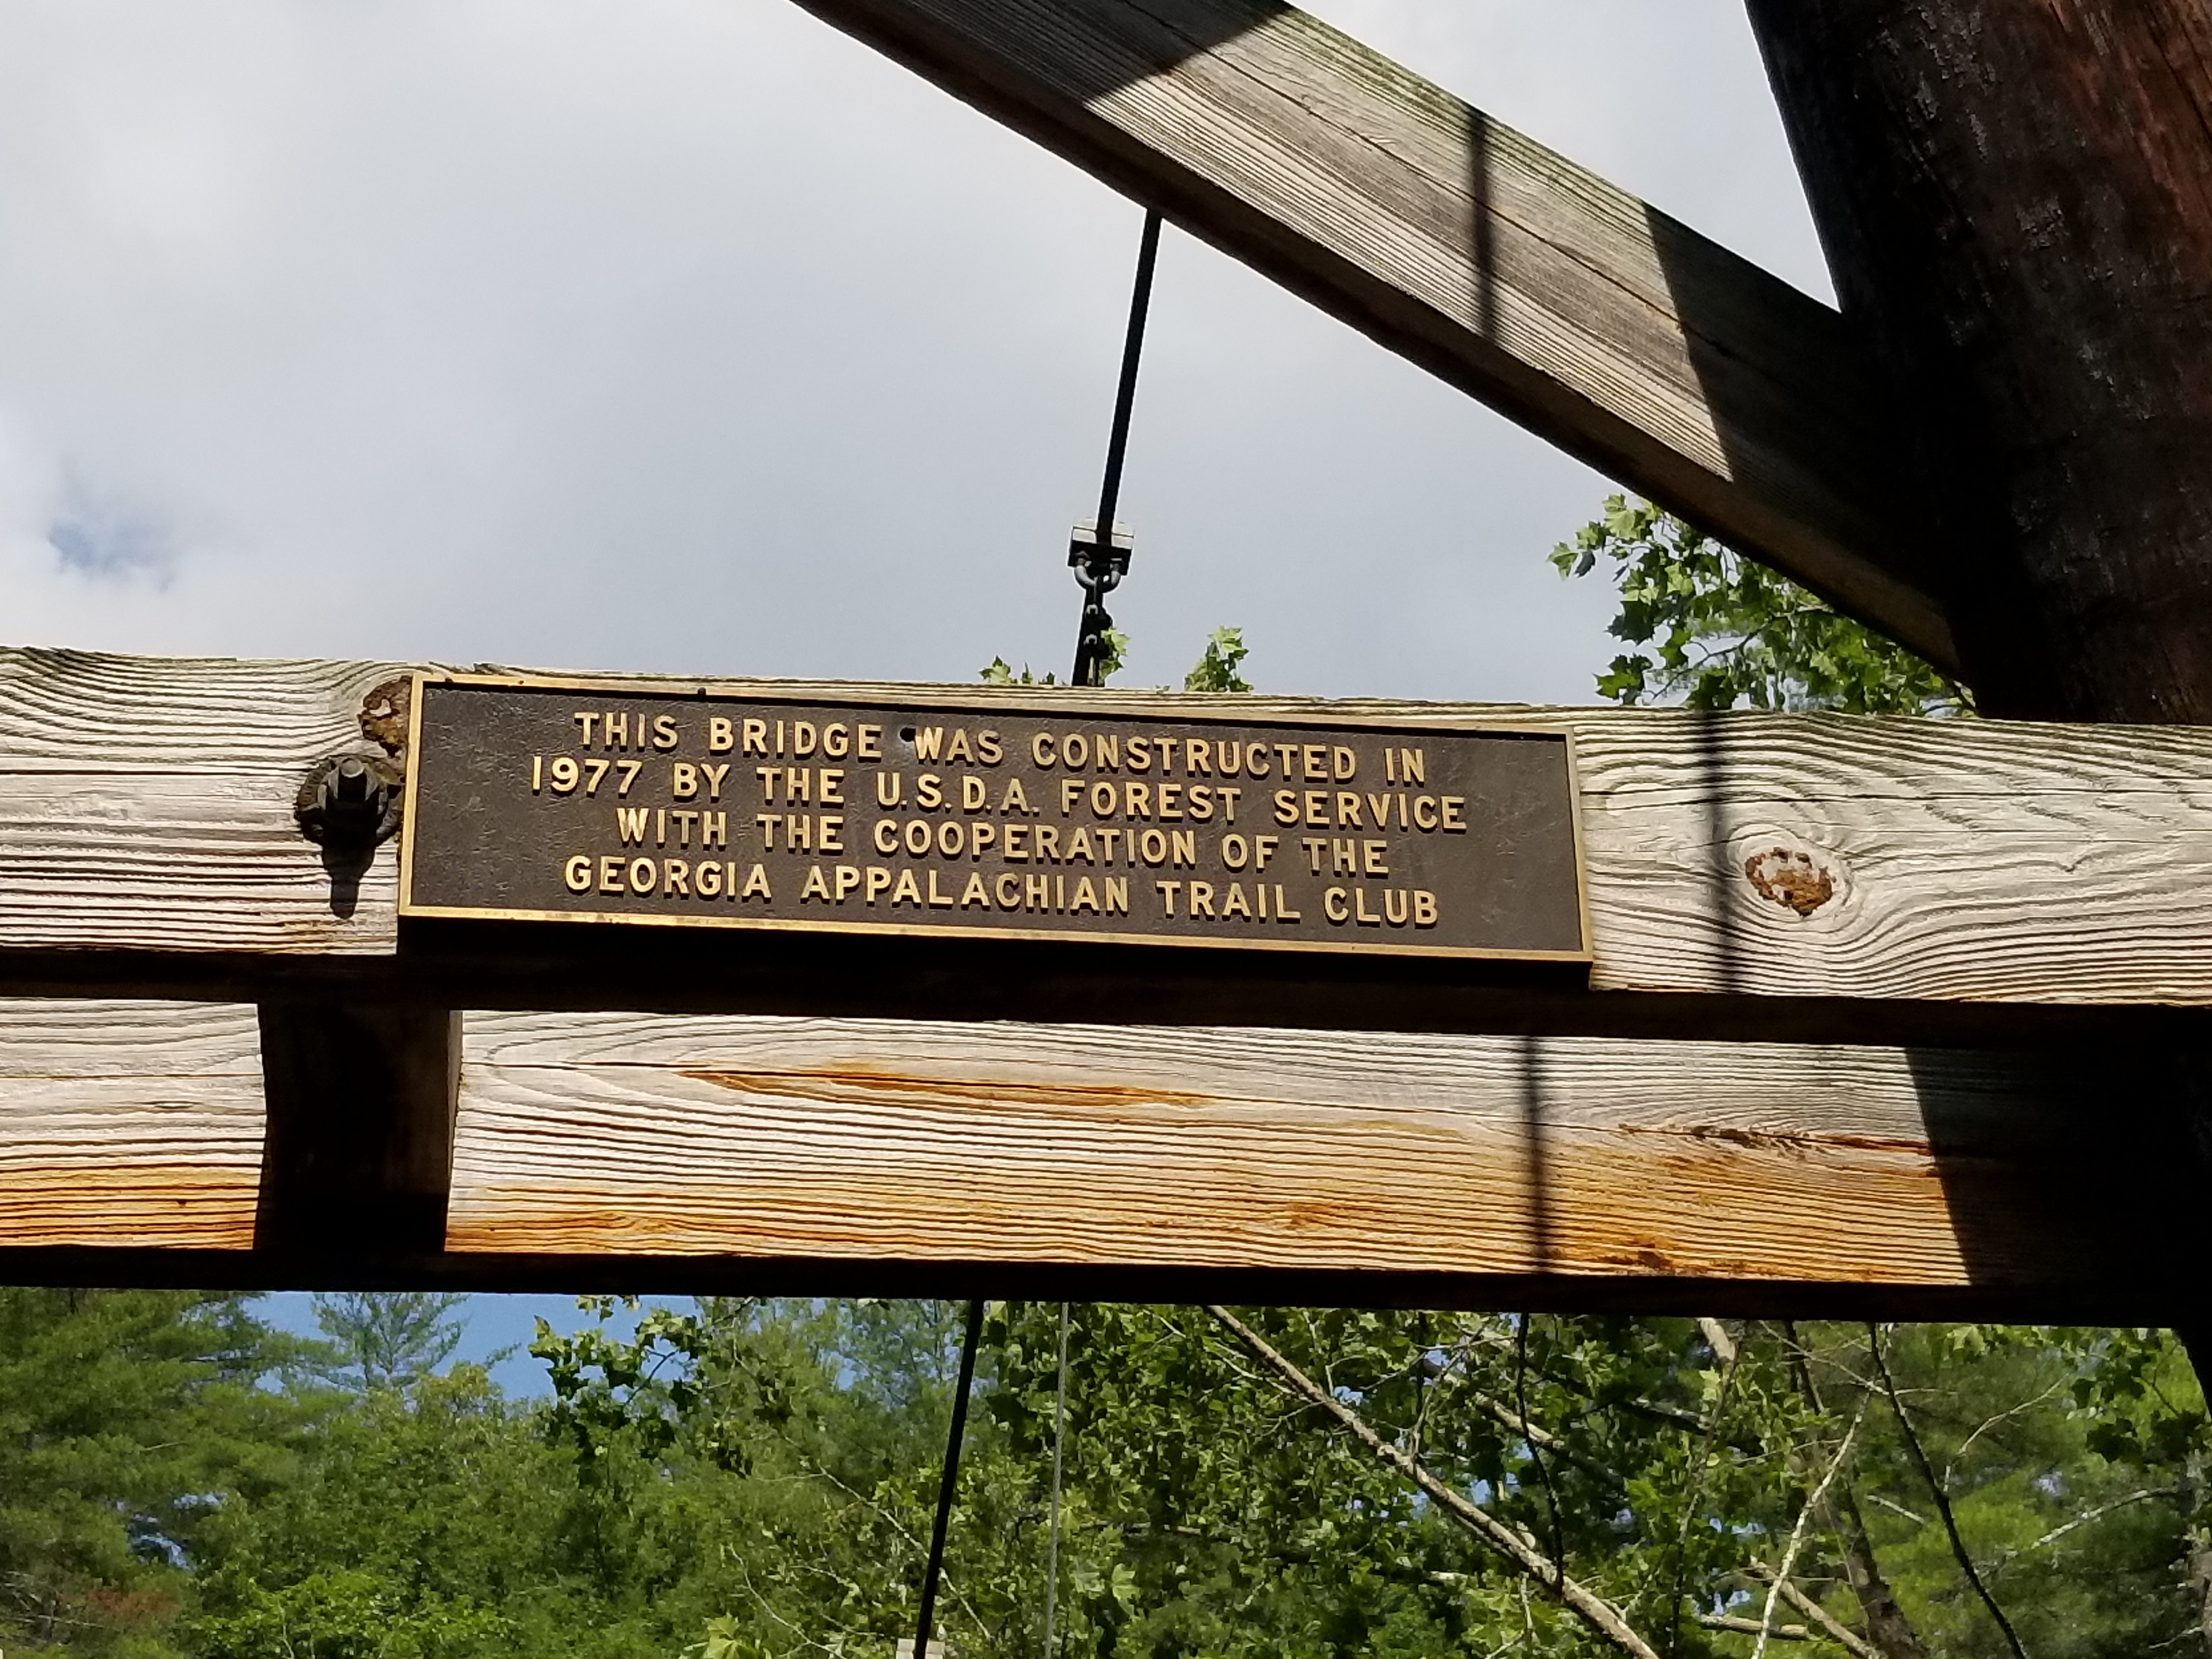 THIS BRIDGE WAS CONSTRUCTED IN
1977 BY THE U.S.D.A. FOREST SERVICE
WITH THE COOPERATION OF THE
GEORGIA APPALACHIAN TRAIL CLUB